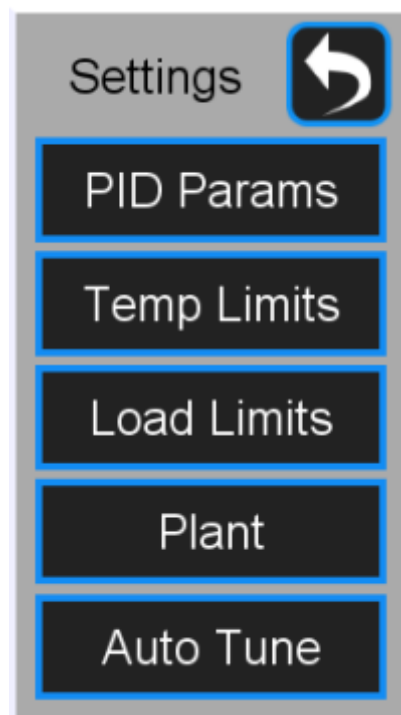 Settings
PID Params
Temp Limits
Load Limits
Plant
Auto Tune